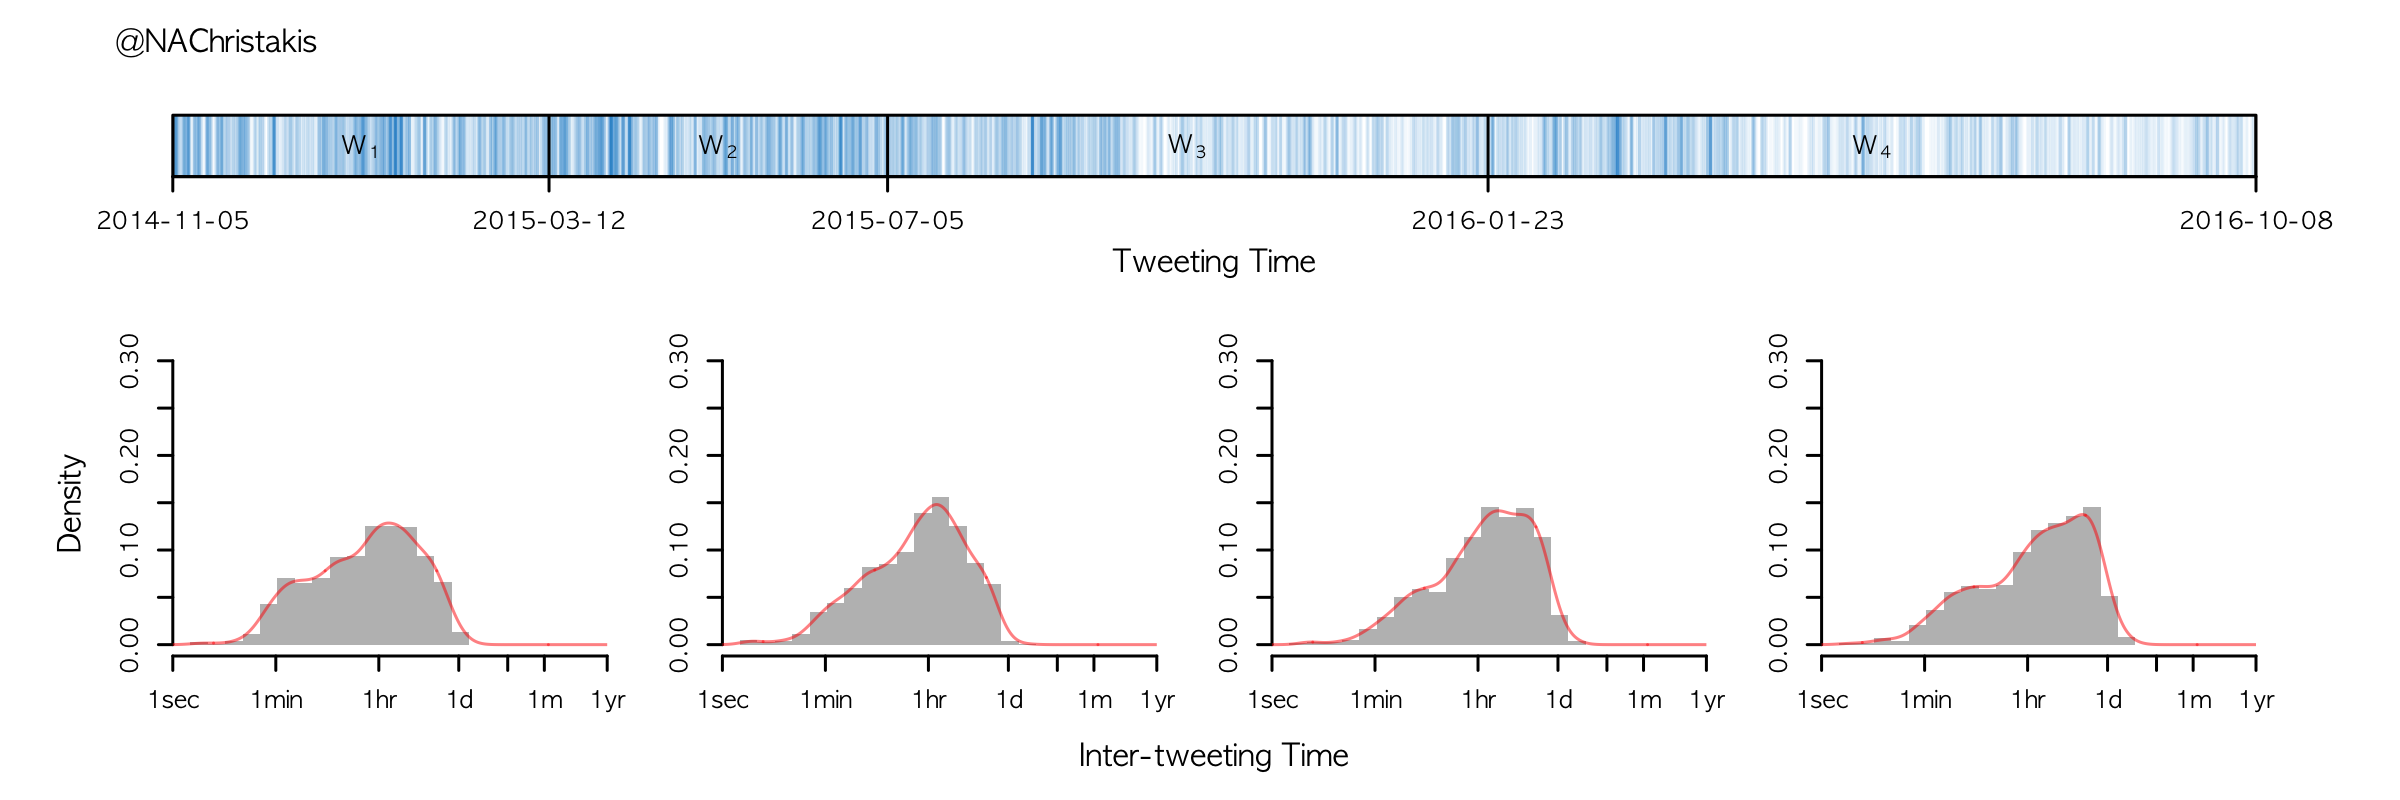 @NAChristakis
W1 W2 W3 W4
2014-11-05 2015-03-12 2015-07-05 2016-01-23 2016-10-08
Tweeting Time
Density
0.00 0.10 0.20 0.30
1sec 1min 1hr 1d 1m 1yr
0.00 0.10 0.20 0.30
1sec 1min 1hr 1d 1m 1yr
0.00 0.10 0.20 0.30
1sec 1min 1hr 1d 1m 1yr
0.00 0.10 0.20 0.30
1sec 1min 1hr 1d 1m 1yr
Inter-tweeting Time